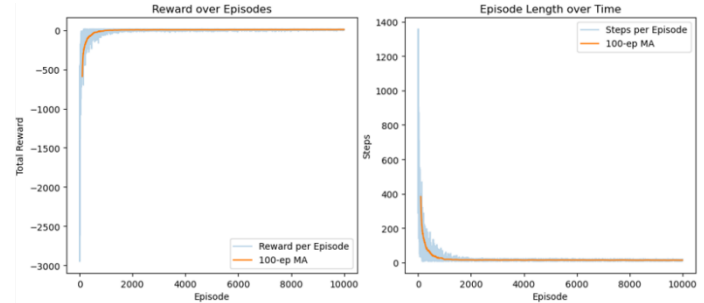 Reward over Episodes
0
−500
−1000
−1500
−2000
−2500
−3000
Total Reward
0
2000
4000
6000
8000
10000
Episode
Reward per Episode
100-ep MA
Episode Length over Time
1400
1200
1000
800
600
400
200
0
Steps
0
2000
4000
6000
8000
10000
Episode
Steps per Episode
100-ep MA